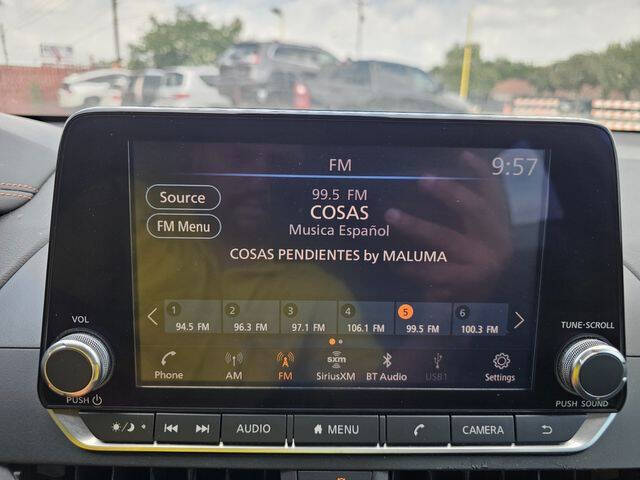 FM
9:57
Source
99.5 FM
COSAS
FM Menu
Musica Español
COSAS PENDIENTES by MALUMA
1 2 3 4 5 6
94.5 FM 96.3 FM 97.1 FM 106.1 FM 99.5 FM 100.3 FM
sxm
Phone AM FM SiriusXM BT Audio USB1 Settings
VOL
TUNE·SCROLL
PUSH
PUSH SOUND
AUDIO MENU CAMERA